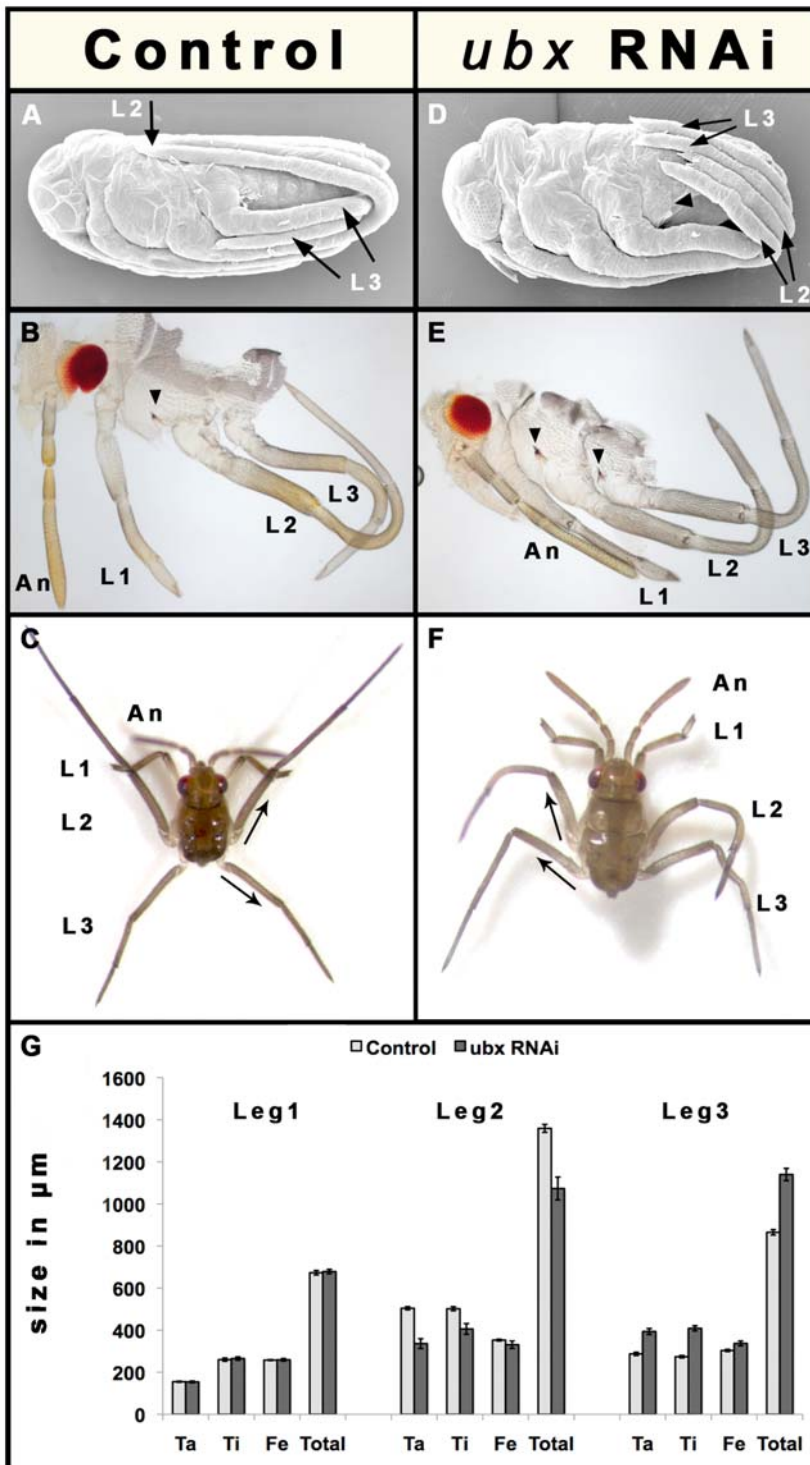 Control
ubx RNAi
A
L2
L3
D
L3
L2
B
An
L1
L2
L3
E
An
L1
L2
L3
C
An
L1
L2
L3
F
An
L1
L2
L3
G
Control ubx RNAi
size in µm
1600
1400
1200
1000
800
600
400
200
0
Leg1 Leg2 Leg3
Ta Ti Fe Total Ta Ti Fe Total Ta Ti Fe Total